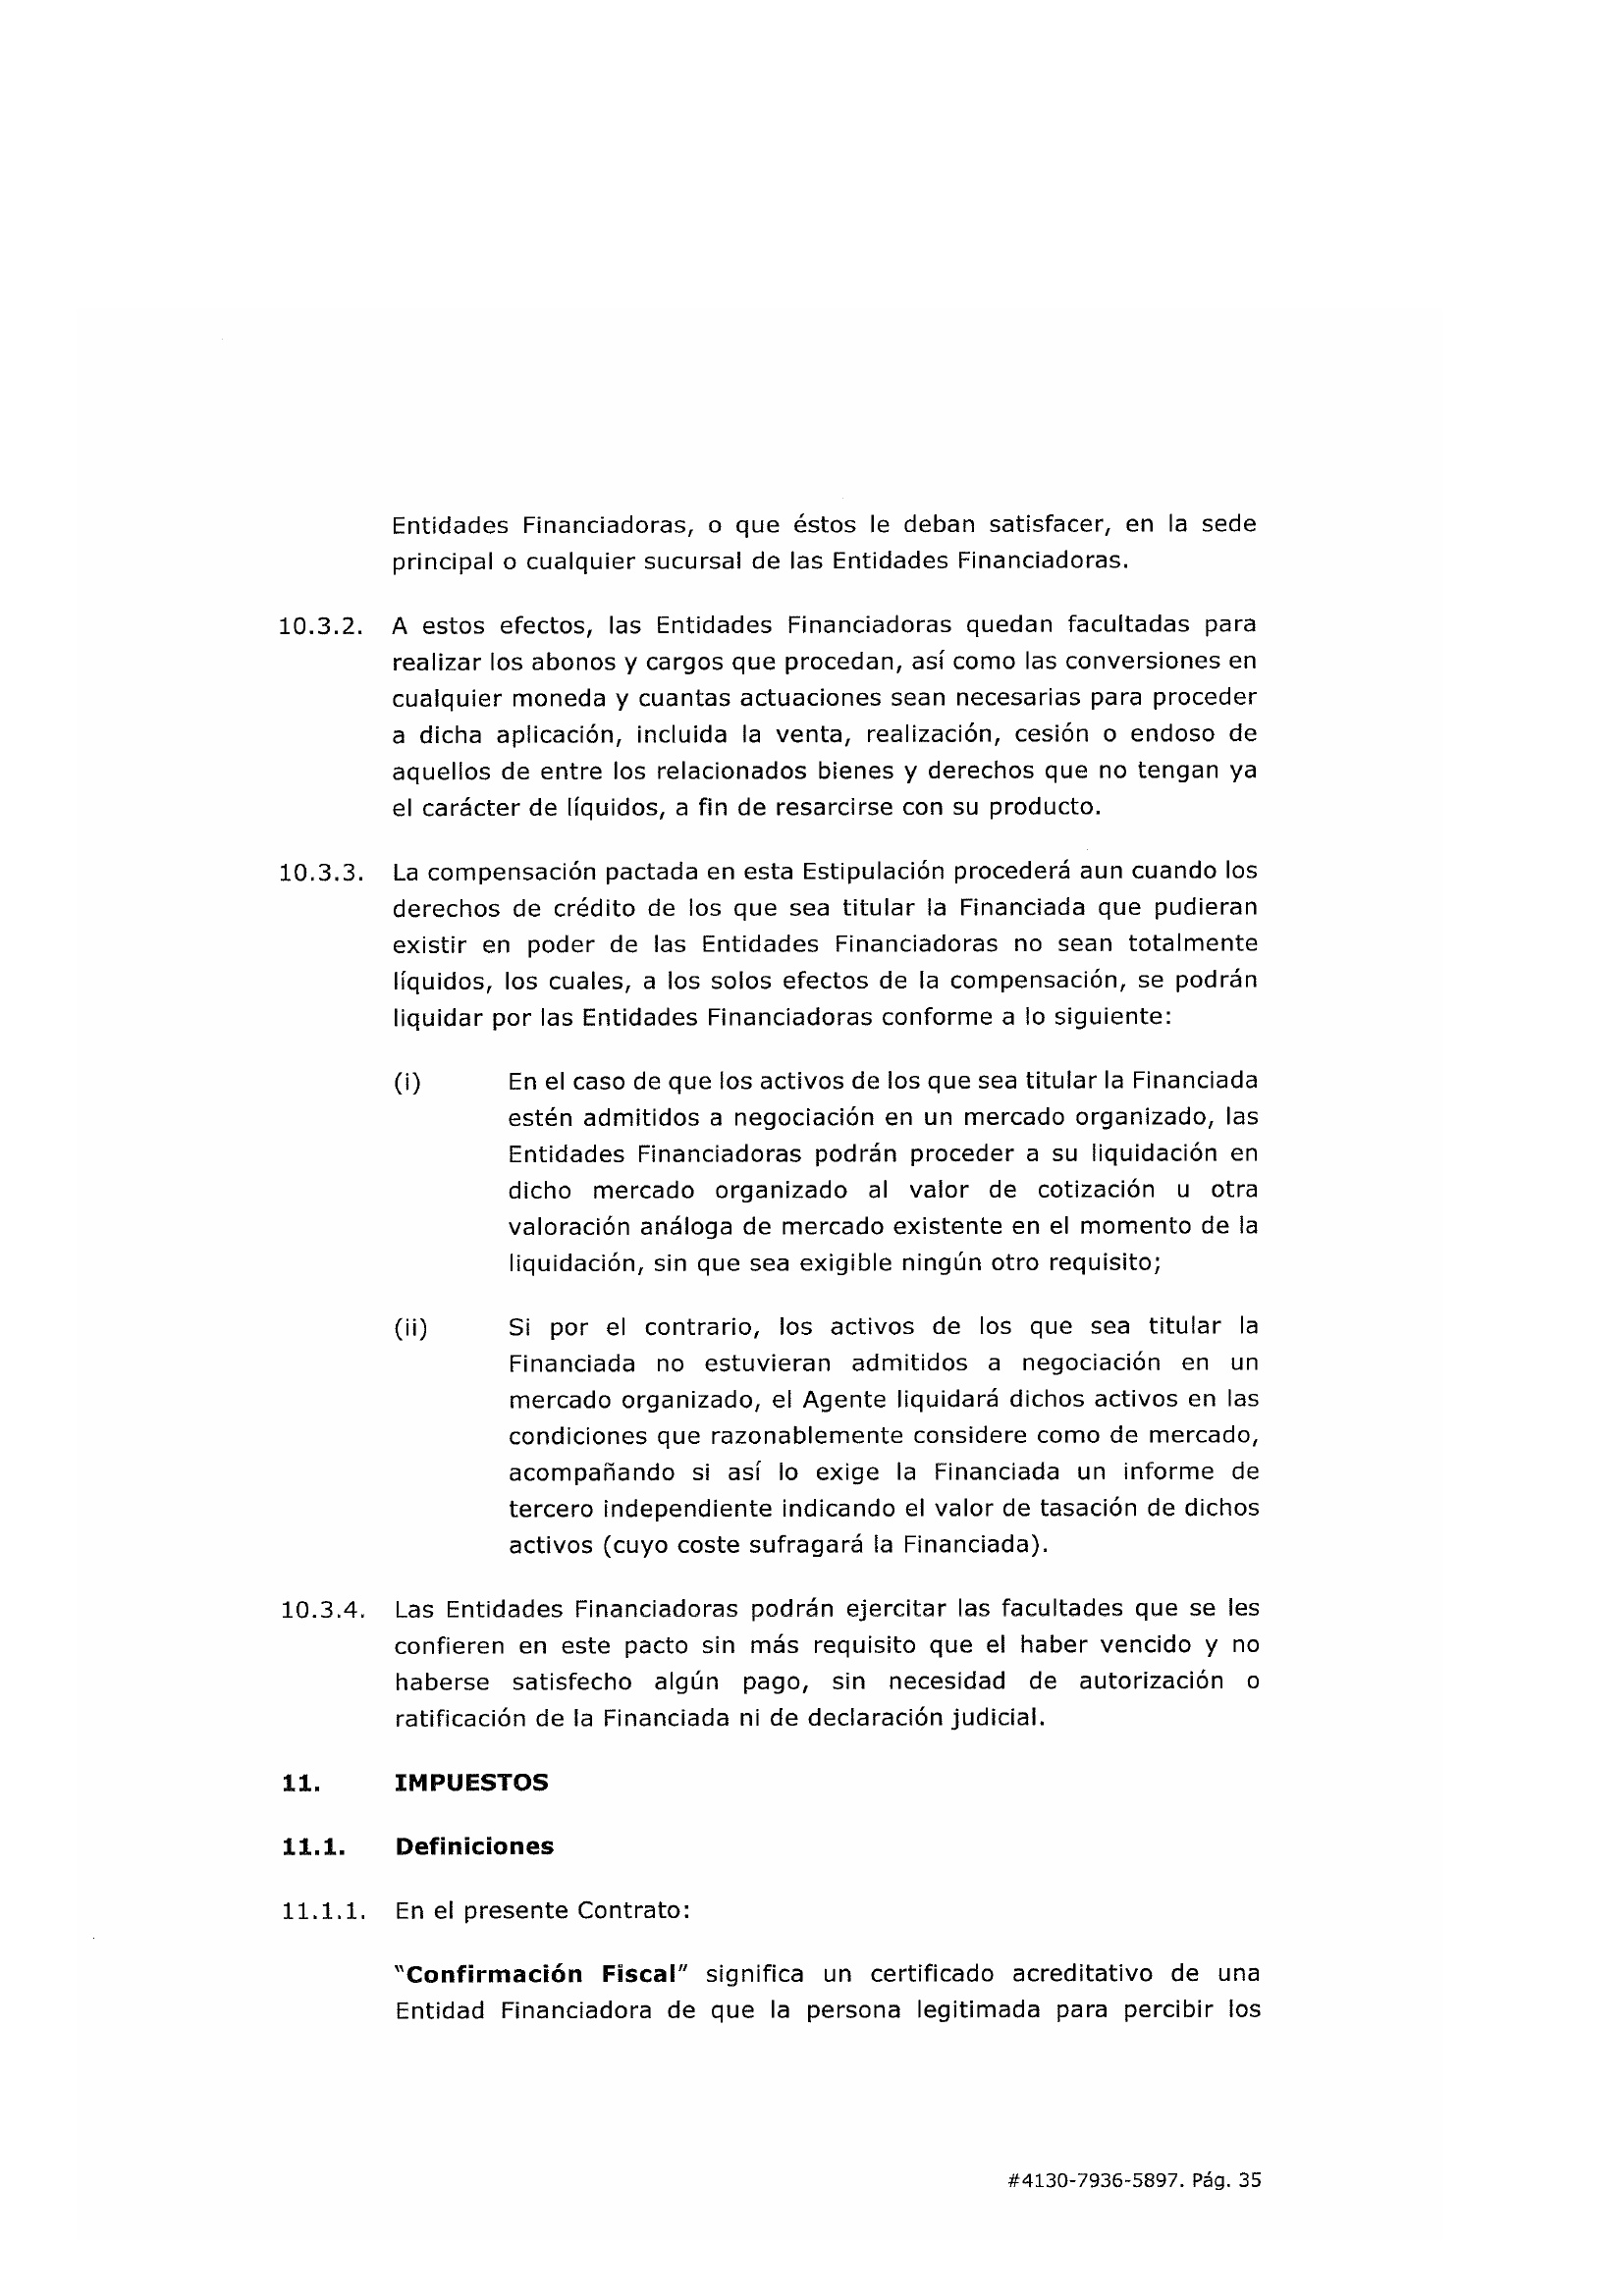 Entidades Financiadoras, o que éstos le deban satisfacer, en la sede
principal o cualquier sucursal de las Entidades Financiadoras.
10.3.2. A estos efectos, las Entidades Financiadoras quedan facultadas para
realizar los abonos y cargos que procedan, así como las conversiones en
cualquier moneda y cuantas actuaciones sean necesarias para proceder
a dicha aplicación, incluida la venta, realización, cesión o endoso de
aquellos de entre los relacionados bienes y derechos que no tengan ya
el carácter de líquidos, a fin de resarcirse con su producto.
10.3.3. La compensación pactada en esta Estipulación procederá aun cuando los
derechos de crédito de los que sea titular la Financiada que pudieran
existir en poder de las Entidades Financiadoras no sean totalmente
líquidos, los cuales, a los solos efectos de la compensación, se podrán
liquidar por las Entidades Financiadoras conforme a lo siguiente:
(i) En el caso de que los activos de los que sea titular la Financiada
estén admitidos a negociación en un mercado organizado, las
Entidades Financiadoras podrán proceder a su liquidación en
dicho mercado organizado al valor de cotización u otra
valoración análoga de mercado existente en el momento de la
liquidación, sin que sea exigible ningún otro requisito;
(ii) Si por el contrario, los activos de los que sea titular la
Financiada no estuvieran admitidos a negociación en un
mercado organizado, el Agente liquidará dichos activos en las
condiciones que razonablemente considere como de mercado,
acompañando si así lo exige la Financiada un informe de
tercero independiente indicando el valor de tasación de dichos
activos (cuyo coste sufragará la Financiada).
10.3.4. Las Entidades Financiadoras podrán ejercitar las facultades que se les
confieren en este pacto sin más requisito que el haber vencido y no
haberse satisfecho algún pago, sin necesidad de autorización o
ratificación de la Financiada ni de declaración judicial.
11. IMPUESTOS
11.1. Definiciones
11.1.1. En el presente Contrato:
"Confirmación Fiscal" significa un certificado acreditativo de una
Entidad Financiadora de que la persona legitimada para percibir los
#4130-7936-5897. Pág. 35